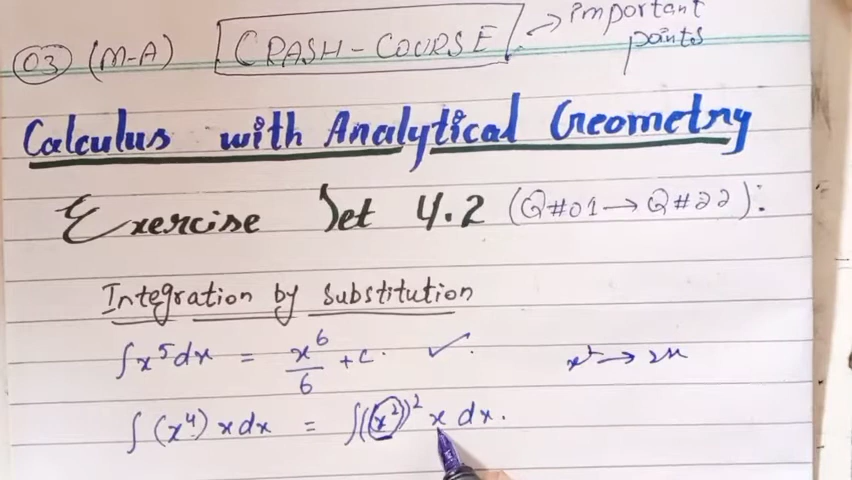 03 (M-A) CRASH-COURSE → important points
Calculus with Analytical Geometry
Exercise Set 4.2 (Q#01 → Q#22):
Integration by Substitution
∫x⁵dx = x⁶/6 + c. ✓. x² → 2x
∫(x⁴) x dx = ∫(x²)² x dx.